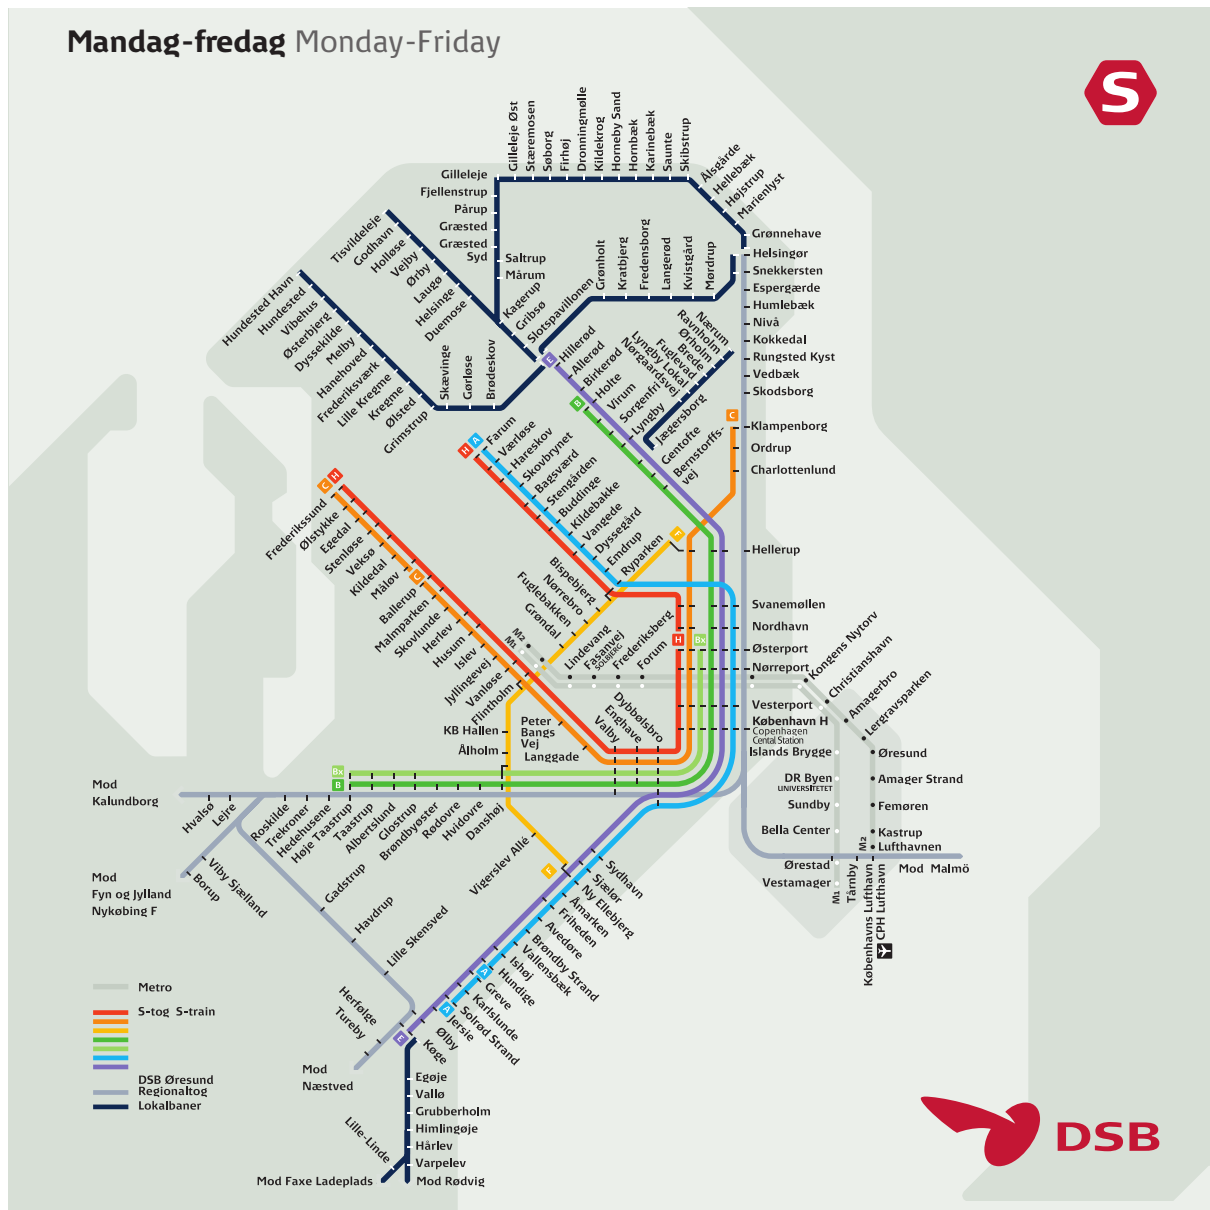 Mandag-fredag Monday-Friday
S
Gilleleje Øst
Stæremosen
Søborg
Firhøj
Dronningmølle
Kildekrog
Horneby Sand
Hornbæk
Karinebæk
Saunte
Skibstrup
Ålsgårde
Hellebæk
Højstrup
Marienlyst
Gilleleje
Fjellenstrup
Pårup
Græsted
Græsted
Syd
Saltrup
Mårum
Kagerup
Gribsø
Slotspavillonen
Tisvildeleje
Godhavn
Holløse
Vejby
Ørby
Laugø
Helsinge
Duemose
Hundested Havn
Hundested
Vibehus
Østerbjerg
Dyssekilde
Melby
Hanehoved
Frederiksværk
Lille Kregme
Kregme
Ølsted
Grimstrup
Skævinge
Gørløse
Brødeskov
Grønholt
Kratbjerg
Fredensborg
Langerød
Kvistgård
Mørdrup
Grønnehave
Helsingør
Snekkersten
Espergærde
Humlebæk
Nivå
Kokkedal
Rungsted Kyst
Vedbæk
Skodsborg
Nærum
Ravnholm
Ørholm
Brede
Fuglevad
Lyngby Lokal
Nørgaardsvej
E
Hillerød
Allerød
Birkerød
B
Holte
Virum
Sorgenfri
Lyngby
Jægersborg
Gentofte
Bernstorffs-
vej
C
Klampenborg
Ordrup
Charlottenlund
Hellerup
H
A
Farum
Værløse
Hareskov
Skovbrynet
Bagsværd
Stengården
Buddinge
Kildebakke
Vangede
Dyssegård
Emdrup
Ryparken
F
C
H
Frederikssund
Ølstykke
Egedal
Stenløse
Veksø
Kildedal
Måløv
C
Ballerup
Malmparken
Skovlunde
Herlev
Husum
Islev
Jyllingevej
Vanløse
Flintholm
Bispebjerg
Nørrebro
Fuglebakken
Grøndal
M2
M1
Lindevang
Fasanvej
SOLBJERG
Frederiksberg
Forum
H
Bx
Svanemøllen
Nordhavn
Østerport
Nørreport
Vesterport
København H
Copenhagen
Cental Station
Kongens Nytorv
Christianshavn
Amagerbro
Lergravsparken
Øresund
Amager Strand
Femøren
Kastrup
Lufthavnen
M2
Islands Brygge
DR Byen
UNIVERSITETET
Sundby
Bella Center
Ørestad
Vestamager
M1
Tårnby
Københavns Lufthavn
CPH Lufthavn
Mod Malmö
KB Hallen
Ålholm
Peter
Bangs
Vej
Langgade
Valby
Enghave
Dybbølsbro
Bx
B
Mod
Kalundborg
Hvalsø
Lejre
Roskilde
Trekroner
Hedehusene
Høje Taastrup
Taastrup
Albertslund
Glostrup
Brøndbyøster
Rødovre
Hvidovre
Danshøj
Vigerslev Allé
F
Mod
Fyn og Jylland
Nykøbing F
Viby Sjælland
Borup
Gadstrup
Havdrup
Lille Skensved
Herfølge
Tureby
Mod
Næstved
Sydhavn
Sjælør
Ny Ellebjerg
Åmarken
Friheden
Avedøre
Brøndby Strand
Vallensbæk
Ishøj
A
Hundige
Greve
Karlslunde
Solrød Strand
A
Jersie
Ølby
E
Køge
Egøje
Vallø
Grubberholm
Himlingøje
Hårlev
Varpelev
Mod Rødvig
Lille-Linde
Mod Faxe Ladeplads
Metro
S-tog S-train
DSB Øresund
Regionaltog
Lokalbaner
DSB